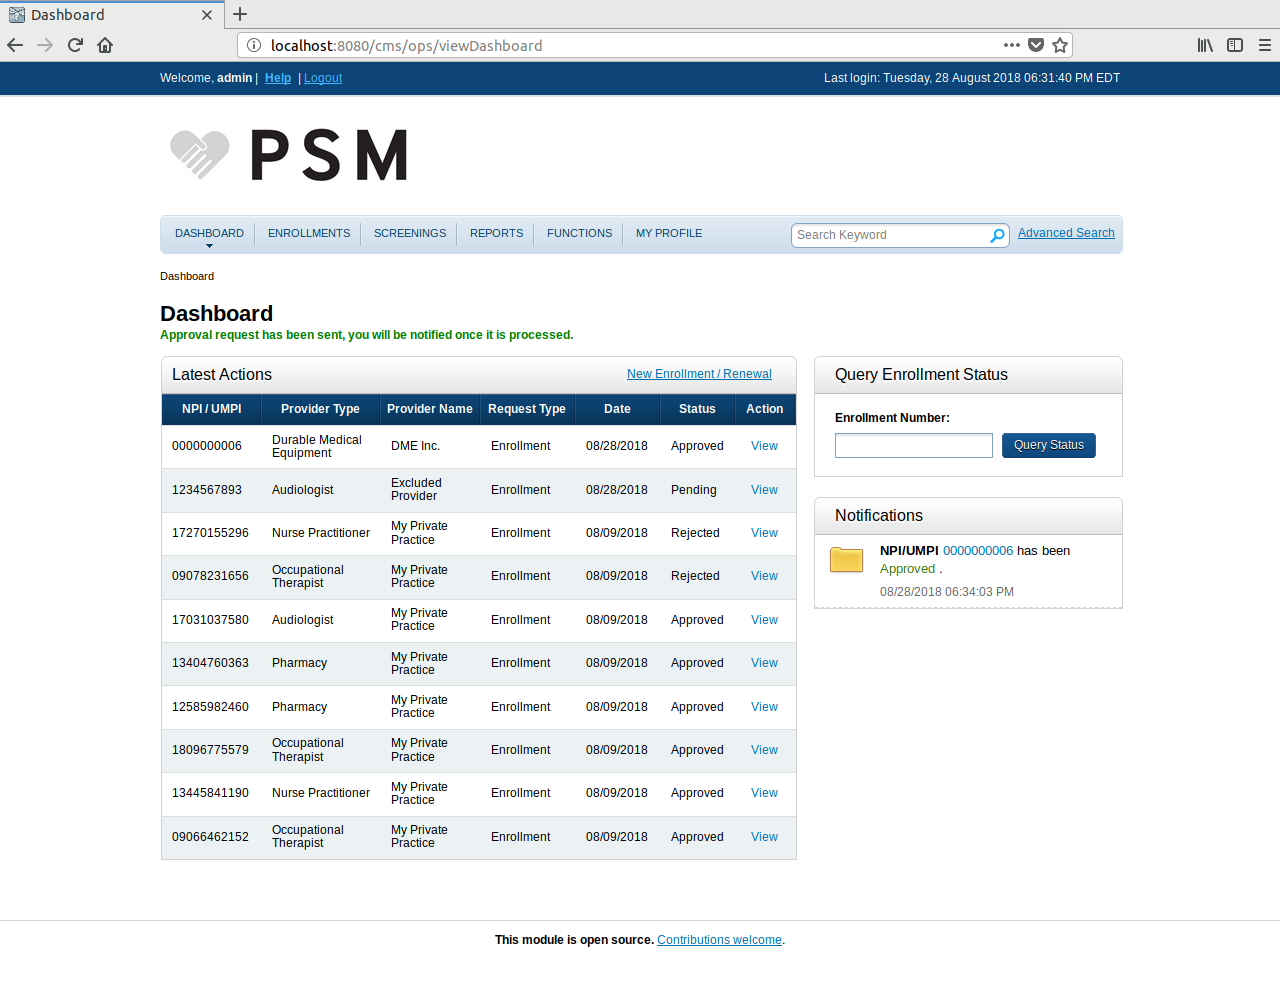 Dashboard
localhost:8080/cms/ops/viewDashboard
Welcome, admin | Help | Logout
Last login: Tuesday, 28 August 2018 06:31:40 PM EDT
PSM
DASHBOARD ENROLLMENTS SCREENINGS REPORTS FUNCTIONS MY PROFILE
Search Keyword
Advanced Search
Dashboard
Dashboard
Approval request has been sent, you will be notified once it is processed.
Latest Actions
New Enrollment / Renewal
NPI / UMPI Provider Type Provider Name Request Type Date Status Action
0000000006 Durable Medical Equipment DME Inc. Enrollment 08/28/2018 Approved View
1234567893 Audiologist Excluded Provider Enrollment 08/28/2018 Pending View
17270155296 Nurse Practitioner My Private Practice Enrollment 08/09/2018 Rejected View
09078231656 Occupational Therapist My Private Practice Enrollment 08/09/2018 Rejected View
17031037580 Audiologist My Private Practice Enrollment 08/09/2018 Approved View
13404760363 Pharmacy My Private Practice Enrollment 08/09/2018 Approved View
12585982460 Pharmacy My Private Practice Enrollment 08/09/2018 Approved View
18096775579 Occupational Therapist My Private Practice Enrollment 08/09/2018 Approved View
13445841190 Nurse Practitioner My Private Practice Enrollment 08/09/2018 Approved View
09066462152 Occupational Therapist My Private Practice Enrollment 08/09/2018 Approved View
Query Enrollment Status
Enrollment Number:
Query Status
Notifications
NPI/UMPI 0000000006 has been
Approved .
08/28/2018 06:34:03 PM
This module is open source. Contributions welcome.